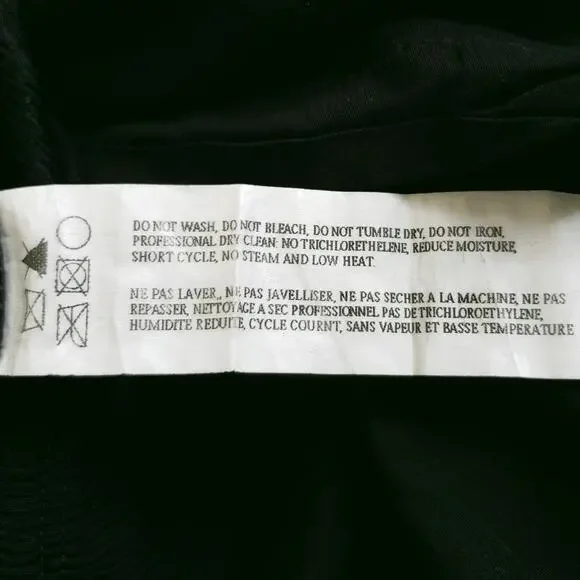 DO NOT WASH, DO NOT BLEACH, DO NOT TUMBLE DRY, DO NOT IRON,
PROFESSIONAL DRY CLEAN: NO TRICHLORETHELENE, REDUCE MOISTURE,
SHORT CYCLE, NO STEAM AND LOW HEAT.
NE PAS LAVER,, NE PAS JAVELLISER, NE PAS SECHER A LA MACHINE, NE PAS
REPASSER, NETTOYAGE A SEC PROFESSIONNEL PAS DE TRICHLOROETHYLENE,
HUMIDITE REDUITE, CYCLE COURNT, SANS VAPEUR ET BASSE TEMPERATURE